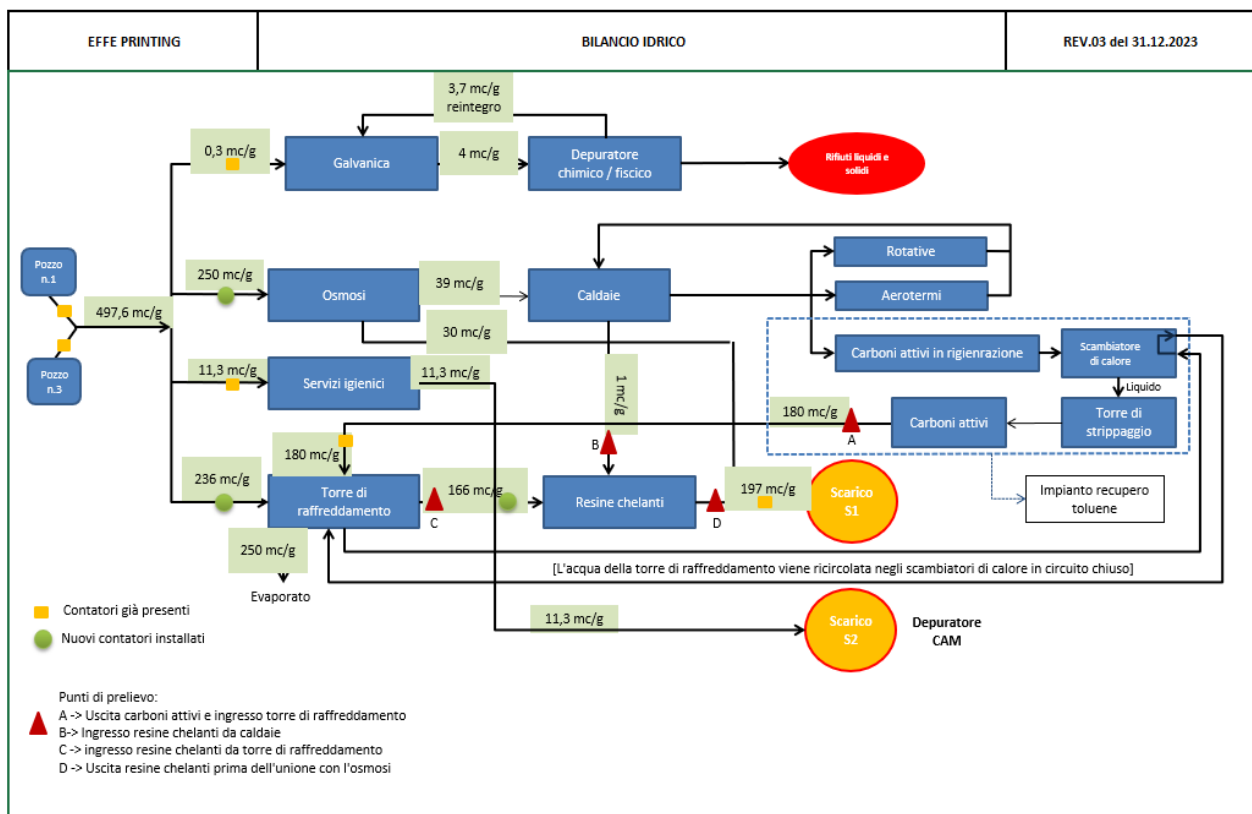 EFFE PRINTING
BILANCIO IDRICO
REV.03 del 31.12.2023
3,7 mc/g
reintegro
0,3 mc/g
Galvanica
4 mc/g
Depuratore
chimico / fiscico
Rifiuti liquidi e
solidi
Pozzo
n.1
497,6 mc/g
Pozzo
n.3
250 mc/g
Osmosi
39 mc/g
Caldaie
Rotative
Aerotermi
30 mc/g
11,3 mc/g
Servizi igienici
11,3 mc/g
1 mc/g
Carboni attivi in rigienrazione
Scambiatore
di calore
Liquido
180 mc/g
A
Carboni attivi
Torre di
strippaggio
B
180 mc/g
236 mc/g
Torre di
raffreddamento
166 mc/g
C
Resine chelanti
D
197 mc/g
Scarico
S1
Impianto recupero
toluene
250 mc/g
Evaporato
[L'acqua della torre di raffreddamento viene ricircolata negli scambiatori di calore in circuito chiuso]
Contatori già presenti
Nuovi contatori installati
11,3 mc/g
Scarico
S2
Depuratore
CAM
Punti di prelievo:
A -> Uscita carboni attivi e ingresso torre di raffreddamento
B-> Ingresso resine chelanti da caldaie
C -> ingresso resine chelanti da torre di raffreddamento
D -> Uscita resine chelanti prima dell'unione con l'osmosi